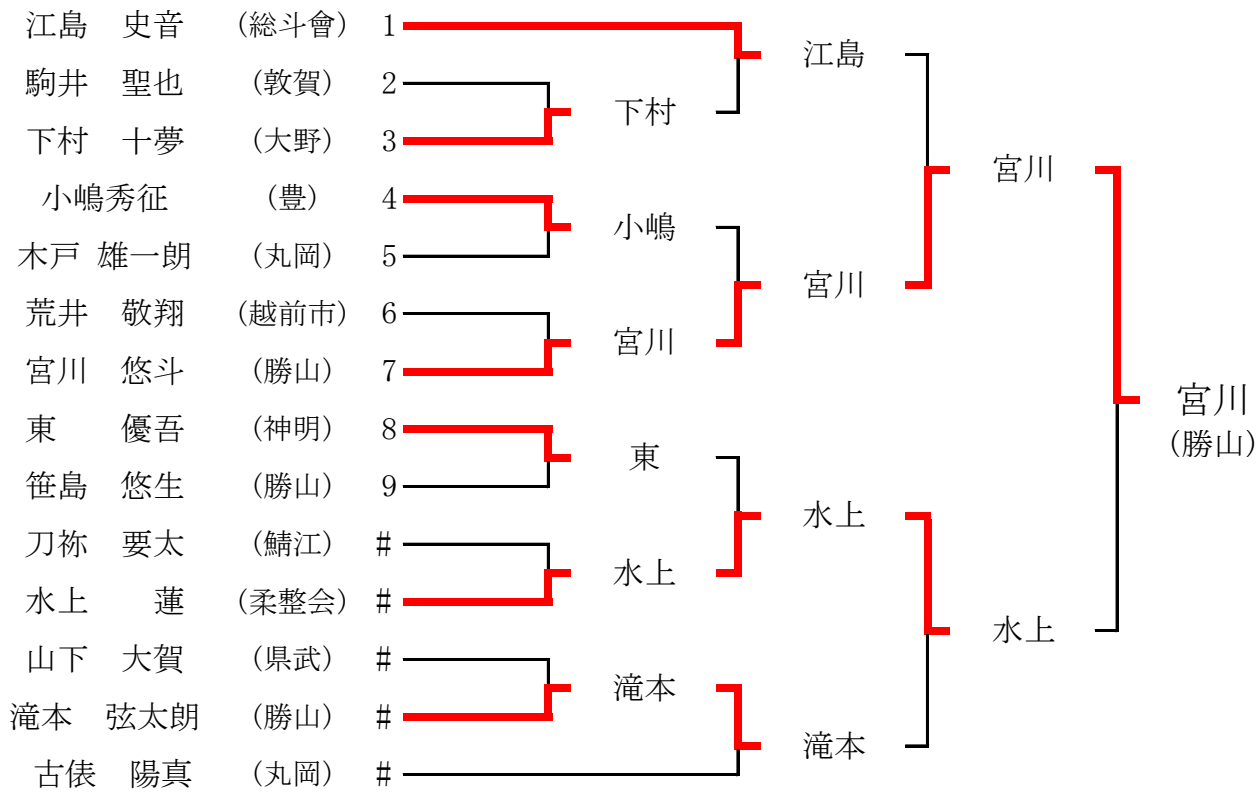 江島 史音 (総斗會) 1
駒井 聖也 (敦賀) 2
下村 十夢 (大野) 3
小嶋秀征 (豊) 4
木戸 雄一朗 (丸岡) 5
荒井 敬翔 (越前市) 6
宮川 悠斗 (勝山) 7
東 優吾 (神明) 8
笹島 悠生 (勝山) 9
刀祢 要太 (鯖江) #
水上 蓮 (柔整会) #
山下 大賀 (県武) #
滝本 弦太朗 (勝山) #
古俵 陽真 (丸岡) #
下村
小嶋
宮川
東
水上
滝本
江島
宮川
水上
滝本
宮川
水上
宮川
(勝山)